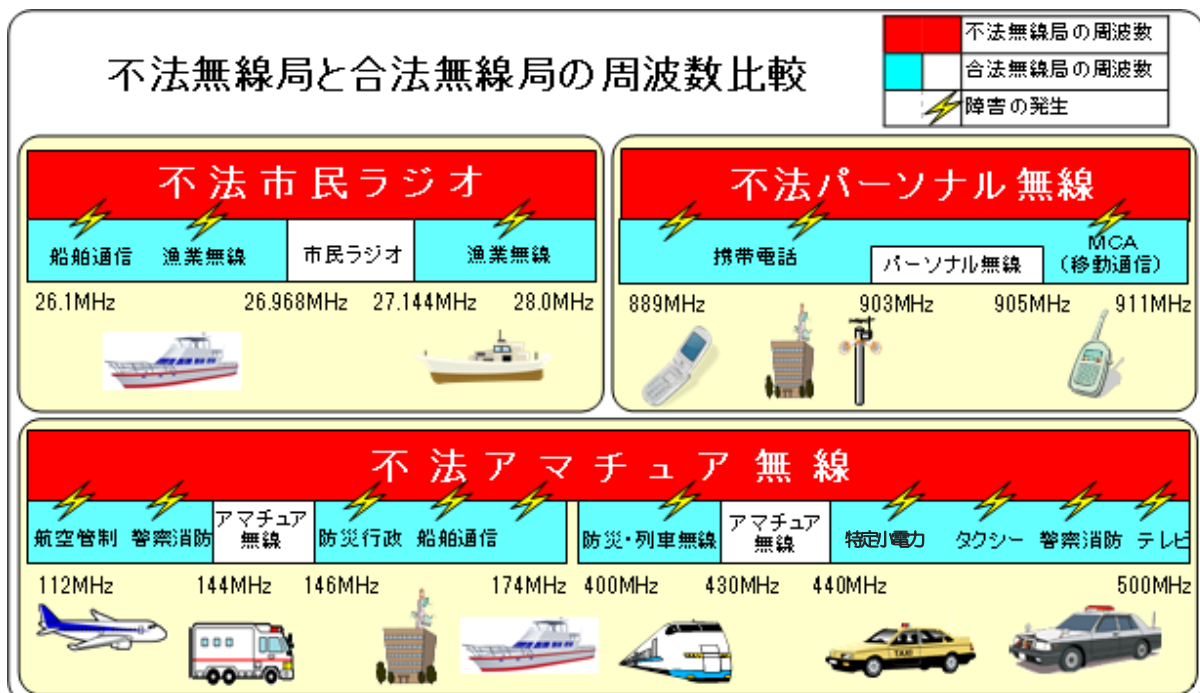 不法無線局と合法無線局の周波数比較
不法無線局の周波数
合法無線局の周波数
障害の発生
不法市民ラジオ
船舶通信 漁業無線 市民ラジオ 漁業無線
26.1MHz 26.968MHz 27.144MHz 28.0MHz
不法パーソナル無線
携帯電話 パーソナル無線 MCA
(移動通信)
889MHz 903MHz 905MHz 911MHz
不法アマチュア無線
航空管制 警察消防 アマチュア
無線
防災行政 船舶通信 防災・列車無線 アマチュア
無線
特定小電力 タクシー 警察消防 テレビ
112MHz 144MHz 146MHz 174MHz 400MHz 430MHz 440MHz 500MHz
TAXI